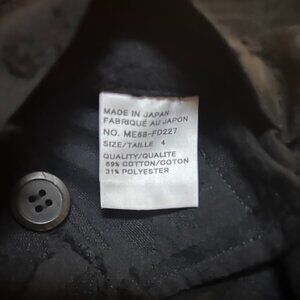 MADE IN JAPAN
FABRIQUÉ AU JAPON
NO. ME68-FD227
SIZE/TAILLE 4
QUALITY/QUALITE
69% COTTON/COTON
31% POLYESTER